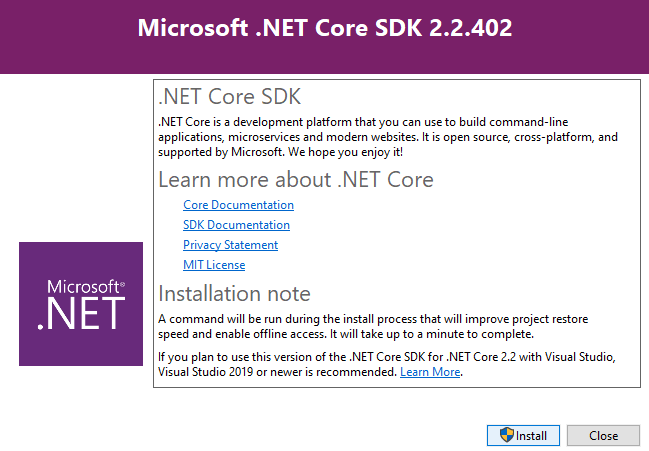 Microsoft .NET Core SDK 2.2.402
.NET Core SDK
.NET Core is a development platform that you can use to build command-line
applications, microservices and modern websites. It is open source, cross-platform, and
supported by Microsoft. We hope you enjoy it!
Learn more about .NET Core
Core Documentation
SDK Documentation
Privacy Statement
MIT License
Microsoft®
.NET
Installation note
A command will be run during the install process that will improve project restore
speed and enable offline access. It will take up to a minute to complete.
If you plan to use this version of the .NET Core SDK for .NET Core 2.2 with Visual Studio,
Visual Studio 2019 or newer is recommended. Learn More.
Install
Close